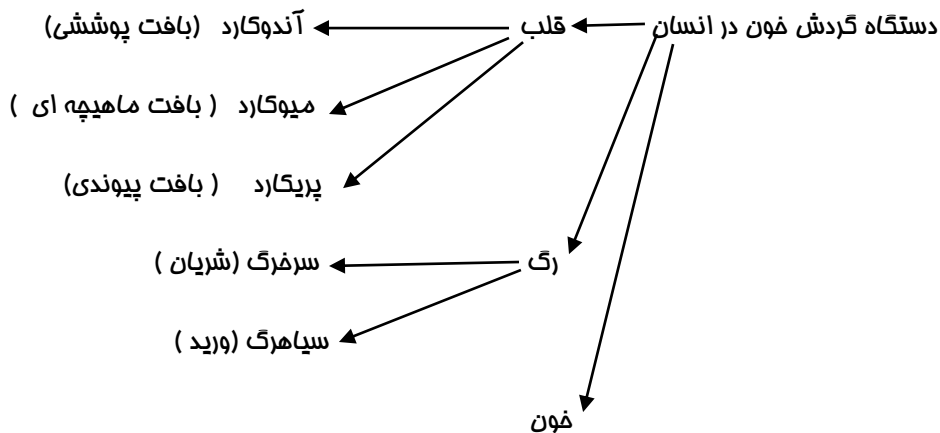 دستگاه گردش خون در انسان قلب آندوکارد (بافت پوششی)
میوکارد ( بافت ماهیچه ای )
پریکارد ( بافت پیوندی)
رگ سرخرگ (شریان )
سیاهرگ (ورید )
خون